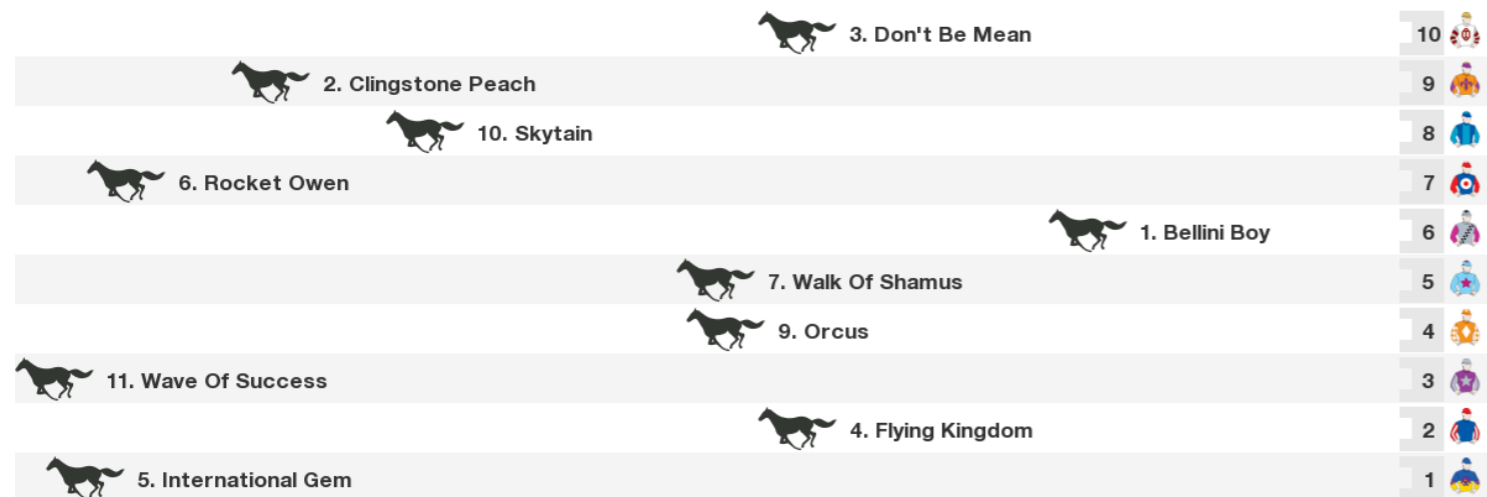 3. Don't Be Mean 10
2. Clingstone Peach 9
10. Skytain 8
6. Rocket Owen 7
1. Bellini Boy 6
7. Walk Of Shamus 5
9. Orcus 4
11. Wave Of Success 3
4. Flying Kingdom 2
5. International Gem 1